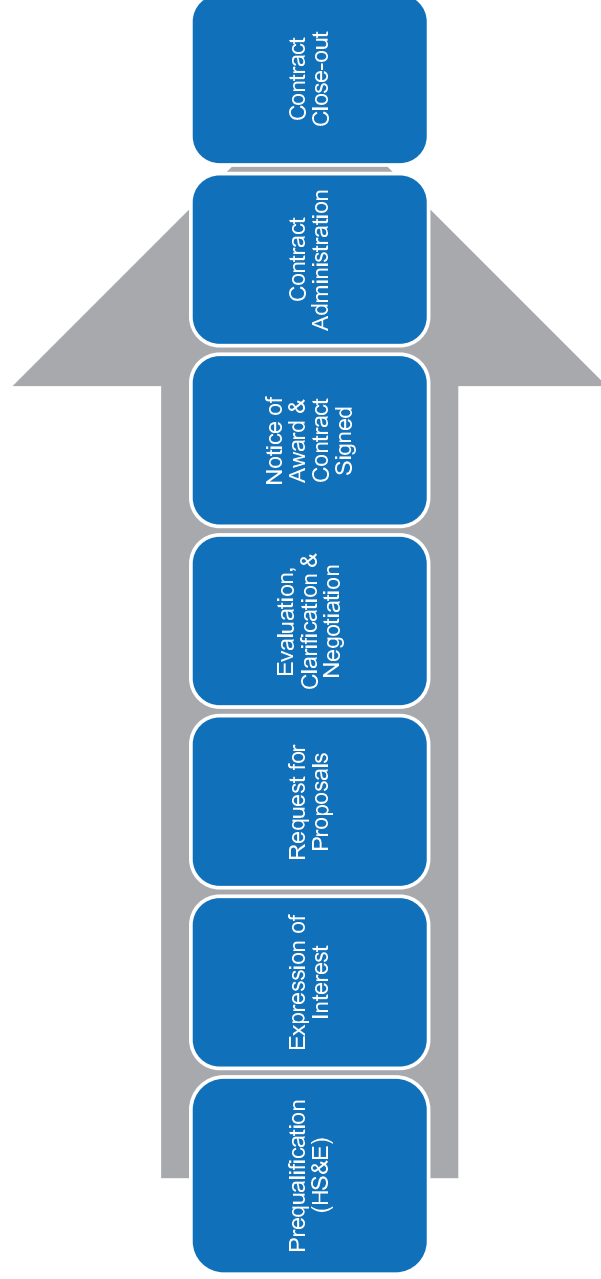 Prequalification
(HS&E)
Expression of
Interest
Request for
Proposals
Evaluation,
Clarification &
Negotiation
Notice of
Award &
Contract
Signed
Contract
Administration
Contract
Close-out